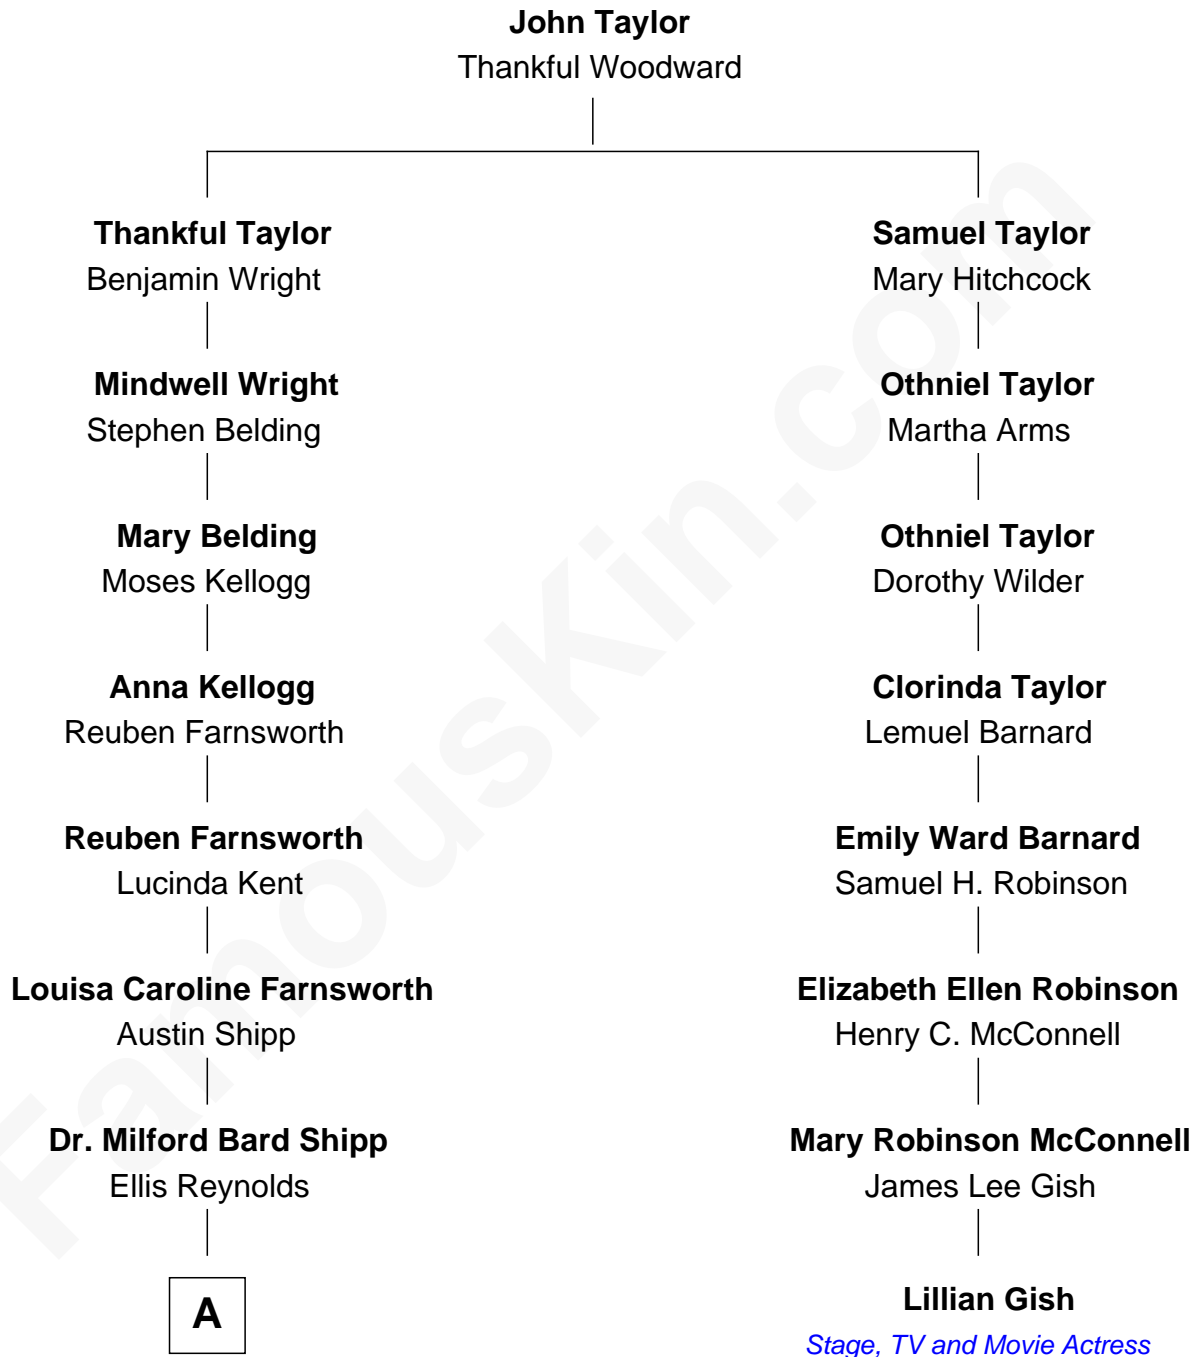 John Taylor
Thankful Woodward
Thankful Taylor
Benjamin Wright
Mindwell Wright
Stephen Belding
Mary Belding
Moses Kellogg
Anna Kellogg
Reuben Farnsworth
Reuben Farnsworth
Lucinda Kent
Louisa Caroline Farnsworth
Austin Shipp
Dr. Milford Bard Shipp
Ellis Reynolds
A
Samuel Taylor
Mary Hitchcock
Othniel Taylor
Martha Arms
Othniel Taylor
Dorothy Wilder
Clorinda Taylor
Lemuel Barnard
Emily Ward Barnard
Samuel H. Robinson
Elizabeth Ellen Robinson
Henry C. McConnell
Mary Robinson McConnell
James Lee Gish
Lillian Gish
Stage, TV and Movie Actress
FamousKin.com